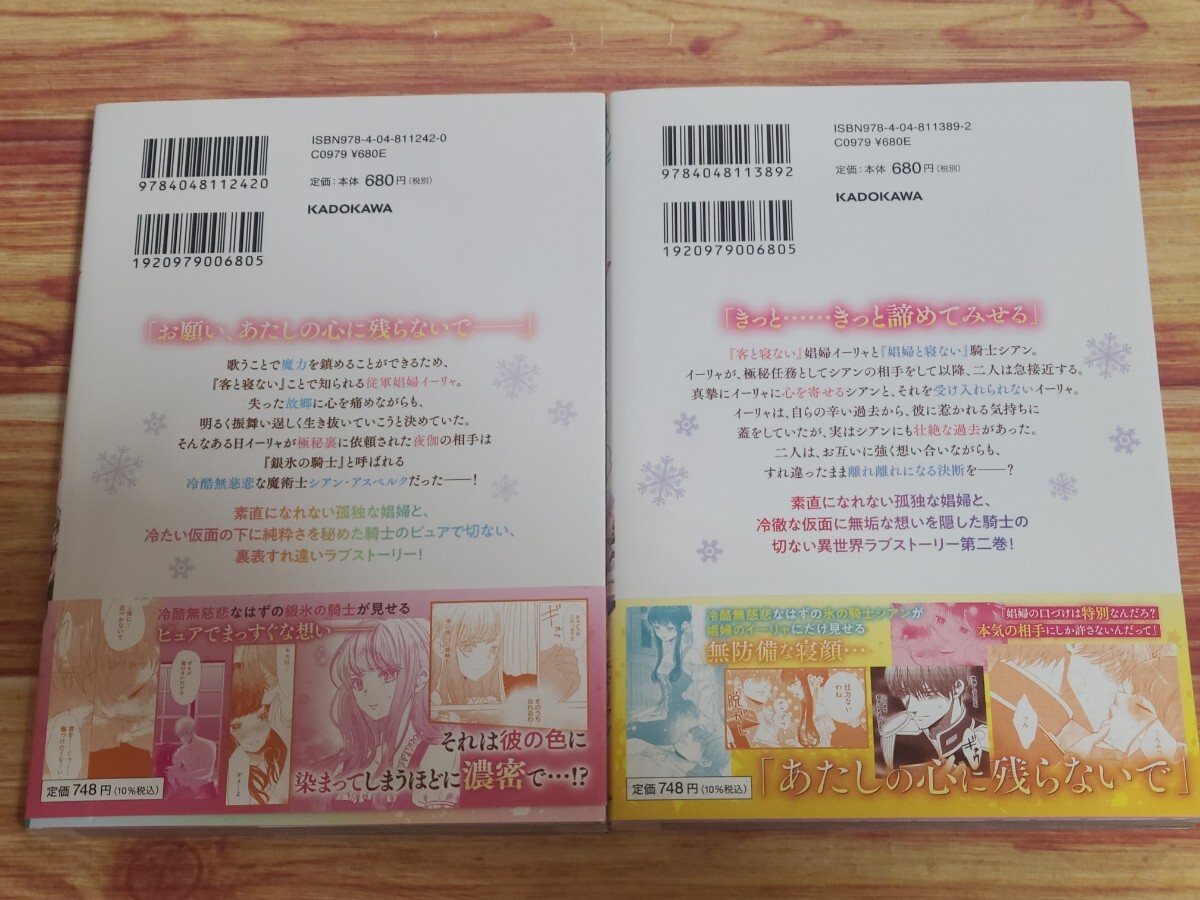 ISBN978-4-04-811242-0
C0979 ¥680E
9784048112420
定価:本体 680円(税別)
KADOKAWA
1920979006805
「お願い、あたしの心に残らないで――」
歌うことで魔力を鎮めることができるため、
『客と寝ない』ことで知られる従軍娼婦イーリャ。
失った故郷に心を痛めながらも、
明るく振舞い逞しく生き抜いていこうと決めていた。
そんなある日イーリャが極秘裏に依頼された夜伽の相手は
『銀氷の騎士』と呼ばれる
冷酷無慈悲な魔術士シアン・アスベルクだった――!
素直になれない孤独な娼婦と、
冷たい仮面の下に純粋さを秘めた騎士のピュアで切ない、
裏表すれ違いラブストーリー!
冷酷無慈悲なはずの銀氷の騎士が見せる
ピュアでまっすぐな想い
それは彼の色に
染まってしまうほどに濃密で…!?
定価 748円(10%税込)
ISBN978-4-04-811389-2
C0979 ¥680E
9784048113892
定価:本体 680円(税別)
KADOKAWA
1920979006805
「きっと……きっと諦めてみせる」
『客と寝ない』娼婦イーリャと『娼婦と寝ない』騎士シアン。
イーリャが、極秘任務としてシアンの相手をして以降、二人は急接近する。
真摯にイーリャに心を寄せるシアンと、それを受け入れられないイーリャ。
イーリャは、自らの辛い過去から、彼に惹かれる気持ちに
蓋をしていたが、実はシアンにも壮絶な過去があった。
二人は、お互いに強く想い合いながらも、
すれ違ったまま離れ離れになる決断を――?
素直になれない孤独な娼婦と、
冷徹な仮面に無垢な想いを隠した騎士の
切ない異世界ラブストーリー第二巻!
冷酷無慈悲なはずの氷の騎士シアンが
娼婦のイーリャにだけ見せる
無防備な寝顔…
「娼婦の口づけは特別なんだろ?
本気の相手にしか許さないんだって」
仕方ない
わね
「あたしの心に残らないで」
定価 748円(10%税込)